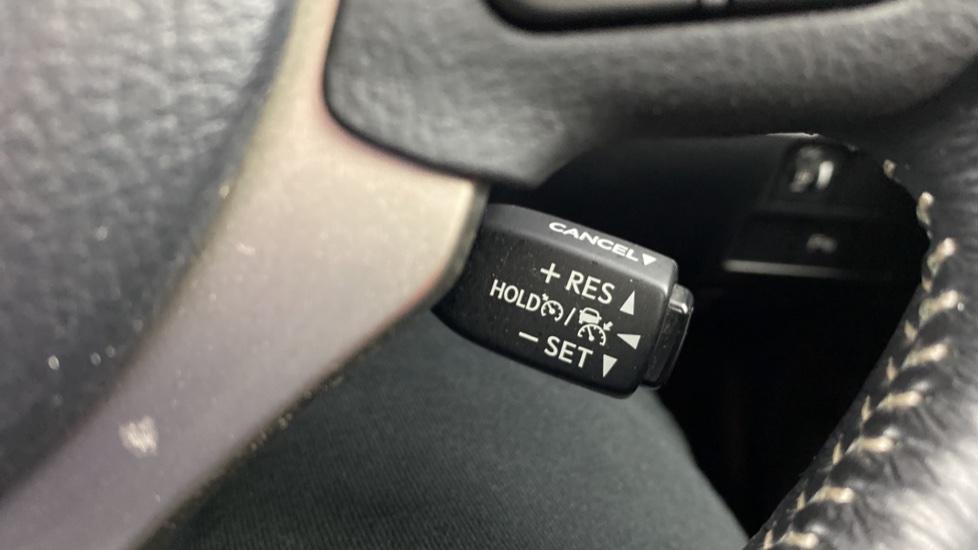 CANCEL▼
+ RES ▲
HOLD / ◀
− SET ▼